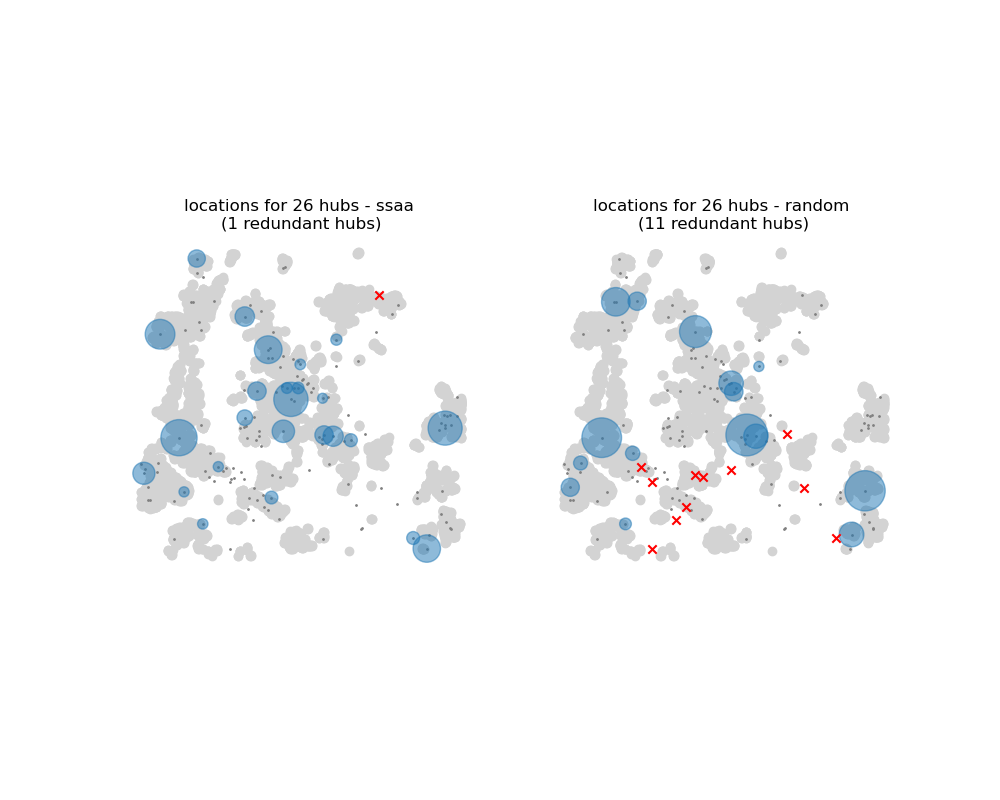 locations for 26 hubs - ssaa
(1 redundant hubs)
locations for 26 hubs - random
(11 redundant hubs)